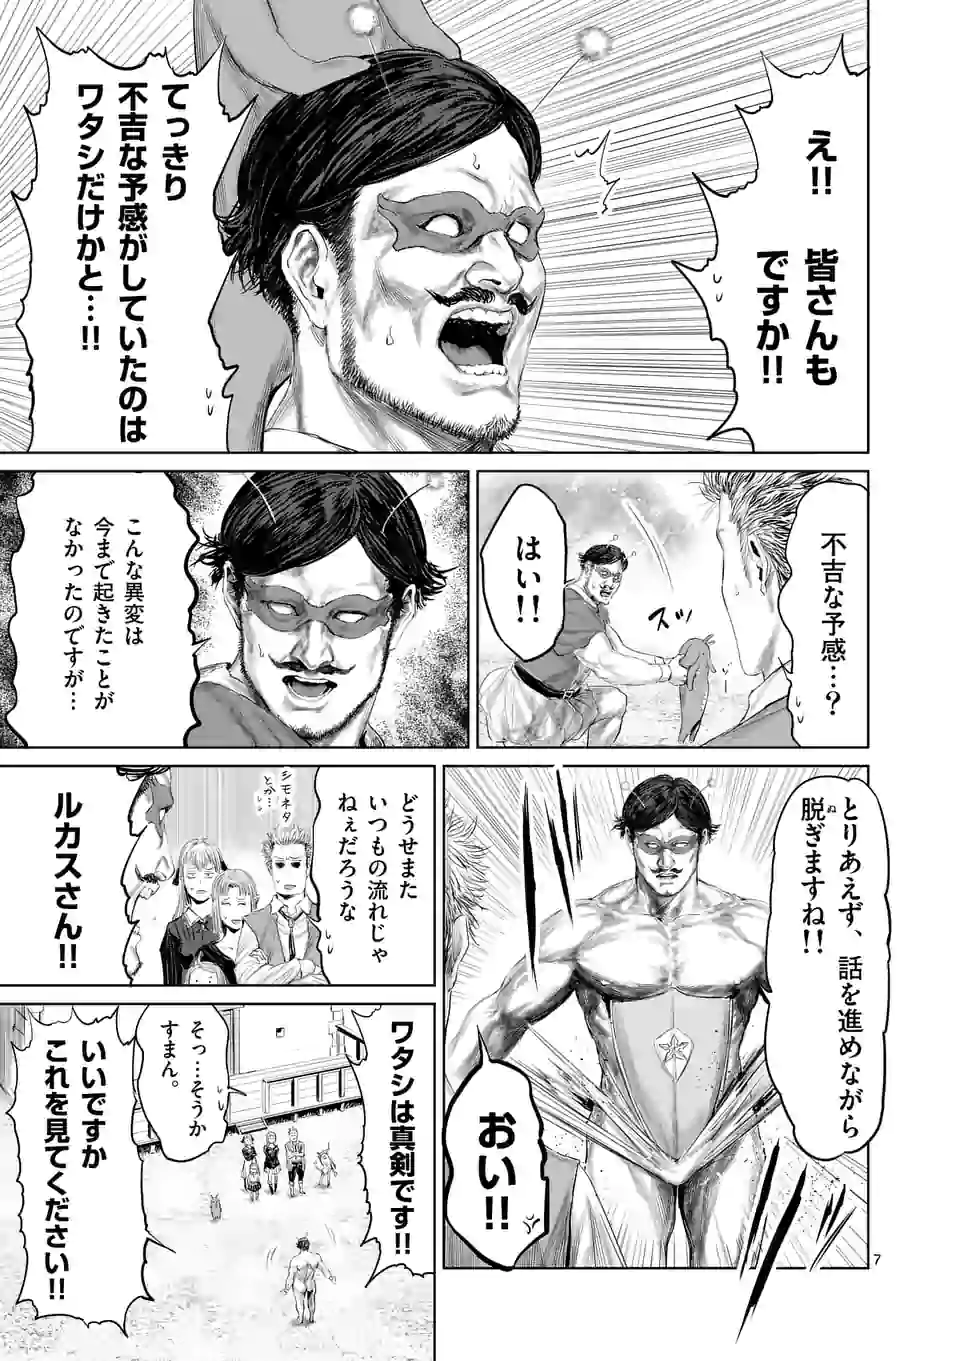 え!!
皆さんも
ですか!!
てっきり
不吉な予感がしていたのは
ワタシだけかと…!!
不吉な予感…?
スッ
はい!!
こんな異変は
今まで起きたことが
なかったのですが…
とりあえず、話を進めながら
脱ぎますね!!
ぬ
おい!!
どうせまた
いつもの流れじゃ
ねぇだろうな
シモネタ
とか…
ルカスさん!!
ワタシは真剣です!!
そっ…そうか
すまん。
いいですか
これを見てください!!
7